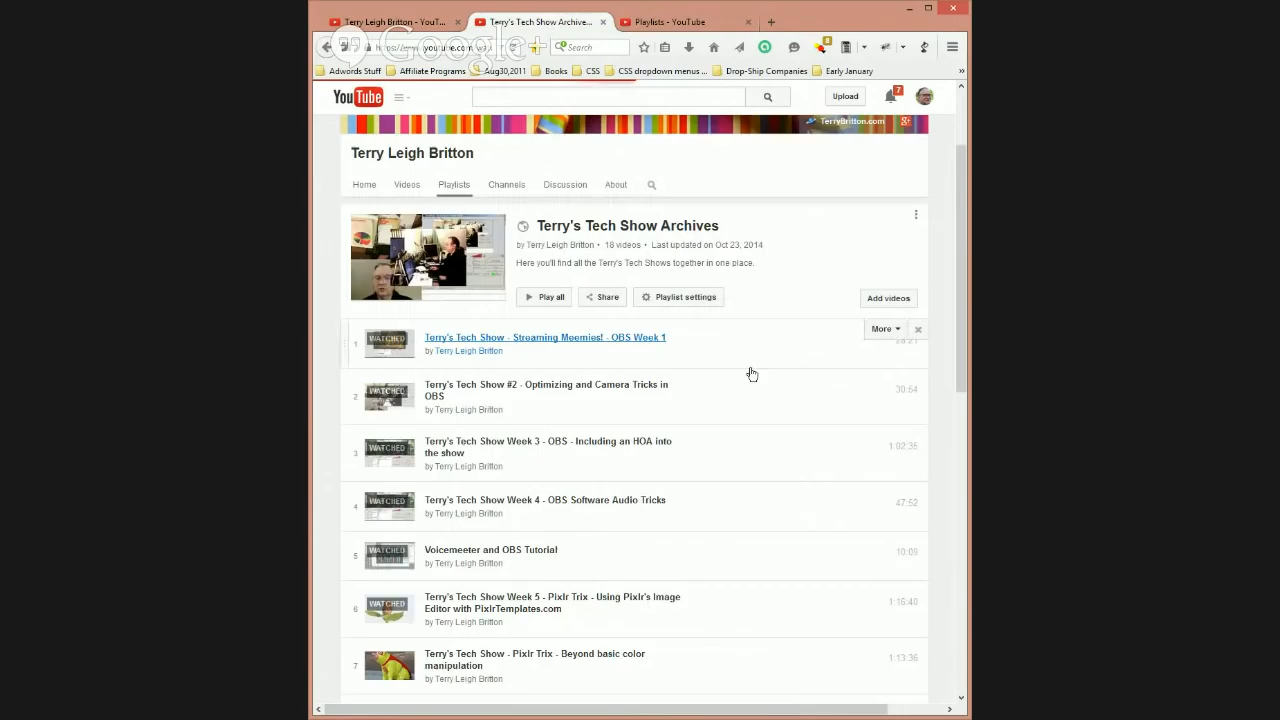 Terry Leigh Britton - YouT...
Terry's Tech Show Archive...
Playlists - YouTube
Google+
Search
8
Adwords Stuff
Affiliate Programs
Aug30,2011
Books
CSS
CSS dropdown menus ...
Drop-Ship Companies
Early January
YouTube
Upload
7
TerryBritton.com
Terry Leigh Britton
Home
Videos
Playlists
Channels
Discussion
About
Terry's Tech Show Archives
by Terry Leigh Britton • 18 videos • Last updated on Oct 23, 2014
Here you'll find all the Terry's Tech Shows together in one place.
Play all
Share
Playlist settings
Add videos
More
1
WATCHED
Terry's Tech Show - Streaming Meemies! - OBS Week 1
by Terry Leigh Britton
2
WATCHED
Terry's Tech Show #2 - Optimizing and Camera Tricks in
OBS
by Terry Leigh Britton
30:54
3
WATCHED
Terry's Tech Show Week 3 - OBS - Including an HOA into
the show
by Terry Leigh Britton
1:02:35
4
WATCHED
Terry's Tech Show Week 4 - OBS Software Audio Tricks
by Terry Leigh Britton
47:52
5
WATCHED
Voicemeeter and OBS Tutorial
by Terry Leigh Britton
10:09
6
WATCHED
Terry's Tech Show Week 5 - Pixlr Trix - Using Pixlr's Image
Editor with PixlrTemplates.com
by Terry Leigh Britton
1:16:40
7
Terry's Tech Show - Pixlr Trix - Beyond basic color
manipulation
by Terry Leigh Britton
1:13:36